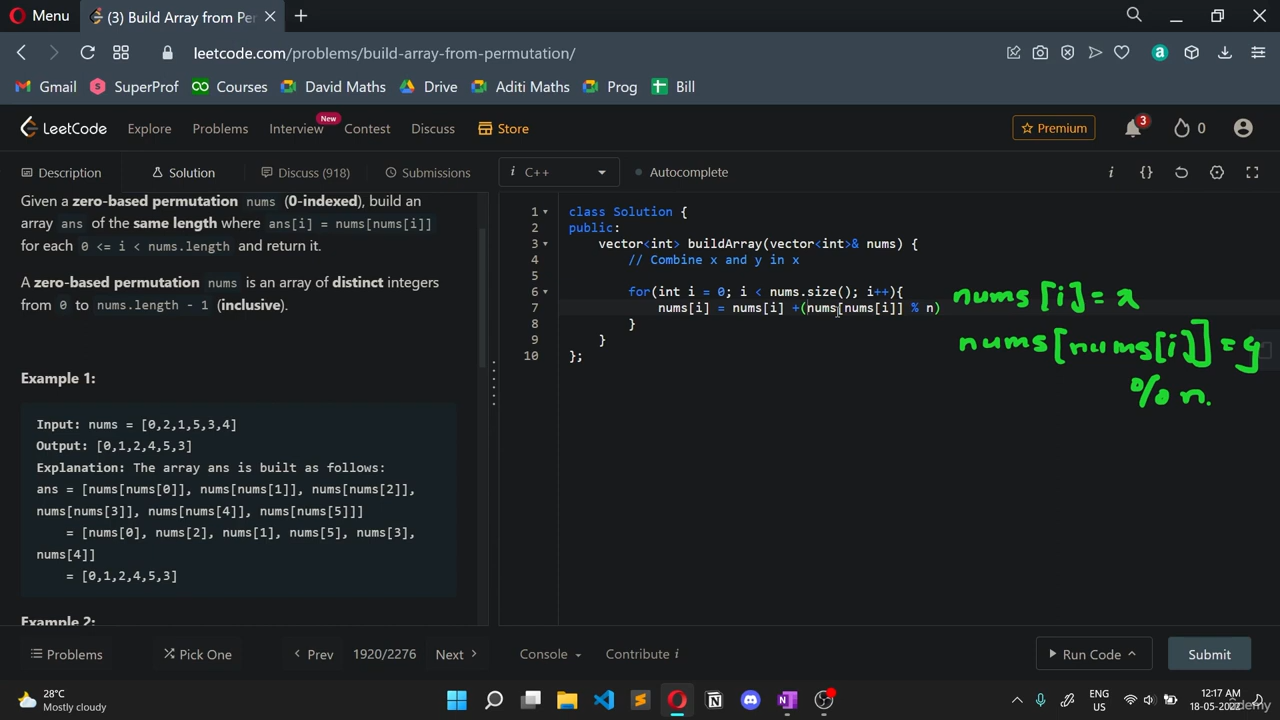 Menu
(3) Build Array from Per
leetcode.com/problems/build-array-from-permutation/
Gmail SuperProf Courses David Maths Drive Aditi Maths Prog Bill
LeetCode Explore Problems Interview New Contest Discuss Store Premium 3 0
Description Solution Discuss (918) Submissions
i C++ Autocomplete
Given a zero-based permutation nums (0-indexed), build an
array ans of the same length where ans[i] = nums[nums[i]]
for each 0 <= i < nums.length and return it.
A zero-based permutation nums is an array of distinct integers
from 0 to nums.length - 1 (inclusive).
Example 1:
Input: nums = [0,2,1,5,3,4]
Output: [0,1,2,4,5,3]
Explanation: The array ans is built as follows:
ans = [nums[nums[0]], nums[nums[1]], nums[nums[2]],
nums[nums[3]], nums[nums[4]], nums[nums[5]]]
= [nums[0], nums[2], nums[1], nums[5], nums[3],
nums[4]]
= [0,1,2,4,5,3]
Example 2:
1 class Solution {
2 public:
3 vector<int> buildArray(vector<int>& nums) {
4 // Combine x and y in x
5
6 for(int i = 0; i < nums.size(); i++){
7 nums[i] = nums[i] +(nums[nums[i]] % n)
8 }
9 }
10 };
nums[i] = x
nums[nums[i]] = y
% n.
Problems Pick One < Prev 1920/2276 Next > Console Contribute i Run Code Submit
28°C
Mostly cloudy
ENG
US
12:17 AM
18-05-2022
udemy